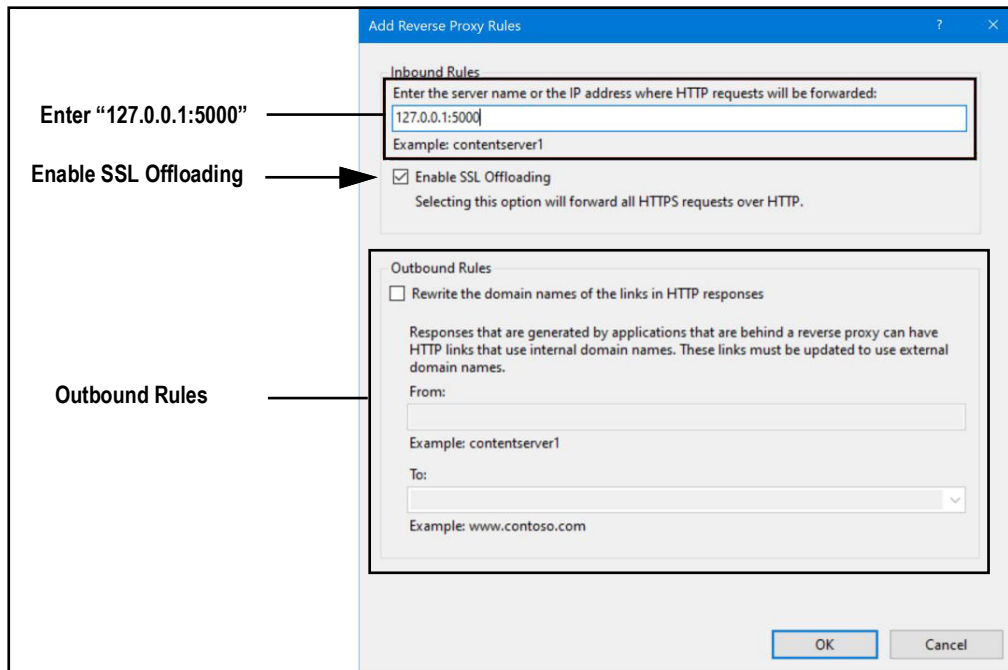 Add Reverse Proxy Rules
?
×
Inbound Rules
Enter the server name or the IP address where HTTP requests will be forwarded:
Enter “127.0.0.1:5000”
127.0.0.1:5000
Example: contentserver1
Enable SSL Offloading
Enable SSL Offloading
Selecting this option will forward all HTTPS requests over HTTP.
Outbound Rules
Rewrite the domain names of the links in HTTP responses
Responses that are generated by applications that are behind a reverse proxy can have
HTTP links that use internal domain names. These links must be updated to use external
domain names.
Outbound Rules
From:
Example: contentserver1
To:
Example: www.contoso.com
OK
Cancel